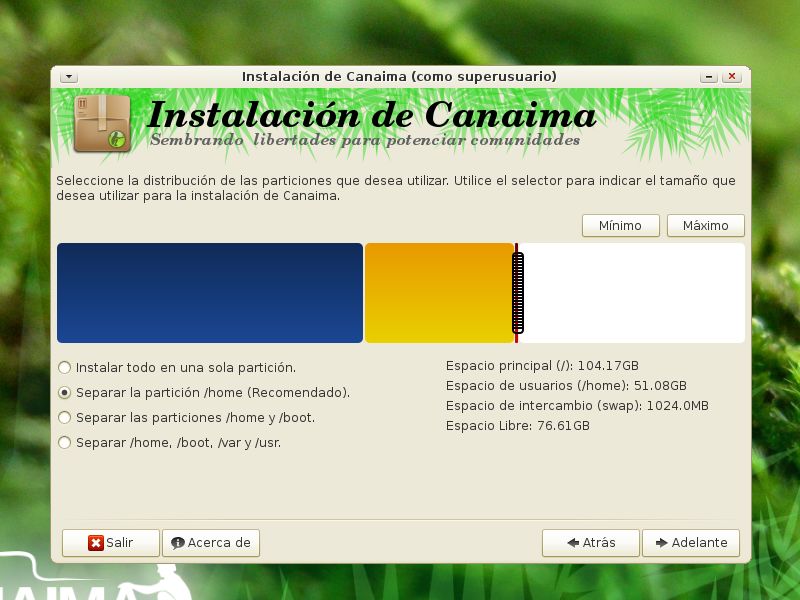 Instalación de Canaima (como superusuario)
Instalación de Canaima
Sembrando libertades para potenciar comunidades
Seleccione la distribución de las particiones que desea utilizar. Utilice el selector para indicar el tamaño que
desea utilizar para la instalación de Canaima.
Mínimo
Máximo
Instalar todo en una sola partición.
Separar la partición /home (Recomendado).
Separar las particiones /home y /boot.
Separar /home, /boot, /var y /usr.
Espacio principal (/): 104.17GB
Espacio de usuarios (/home): 51.08GB
Espacio de intercambio (swap): 1024.0MB
Espacio Libre: 76.61GB
Salir
Acerca de
Atrás
Adelante